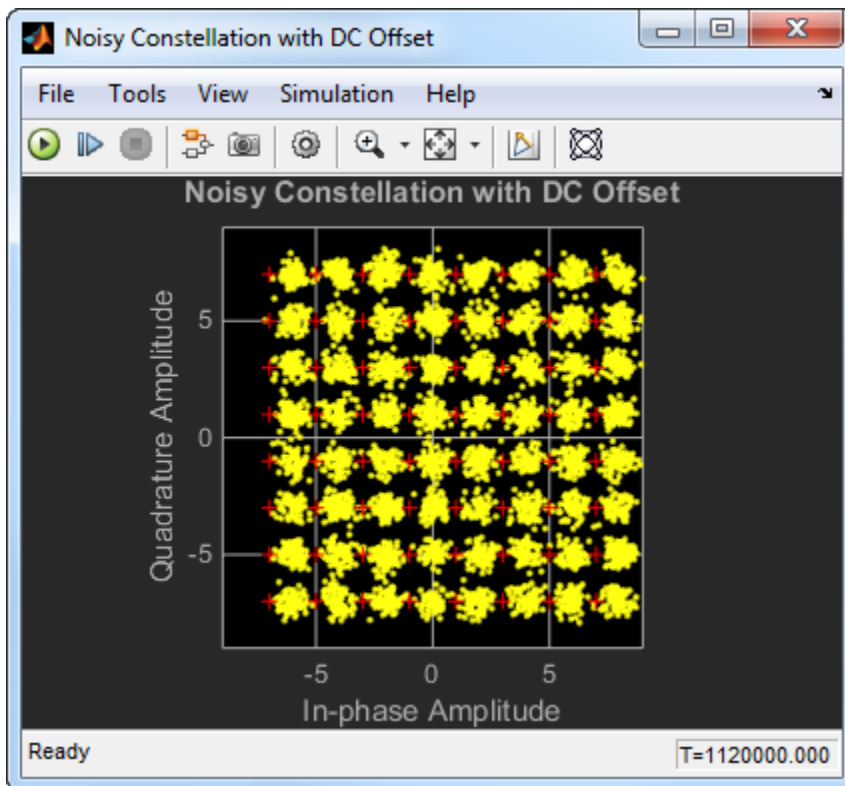 Noisy Constellation with DC Offset
File Tools View Simulation Help
Noisy Constellation with DC Offset
Quadrature Amplitude
5
0
-5
-5 0 5
In-phase Amplitude
Ready T=1120000.000